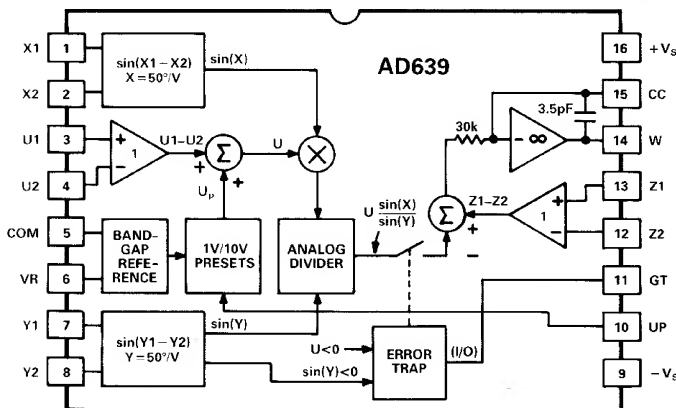 AD639
X1 1
X2 2
U1 3
U2 4
COM 5
VR 6
Y1 7
Y2 8
16 +VS
15 CC
14 W
13 Z1
12 Z2
11 GT
10 UP
9 −VS
sin(X1−X2)
X=50°/V
sin(X)
+
−
1
U1−U2
+
Σ
+
UP
U
×
BAND-
GAP REF-
ERENCE
1V/10V
PRESETS
ANALOG
DIVIDER
U sin(X)
sin(Y)
30k
3.5pF
− ∞
Σ
+
−
Z1−Z2
1
+
−
sin(Y1−Y2)
Y=50°/V
sin(Y)
U<0
sin(Y)<0
ERROR
TRAP
(I/O)